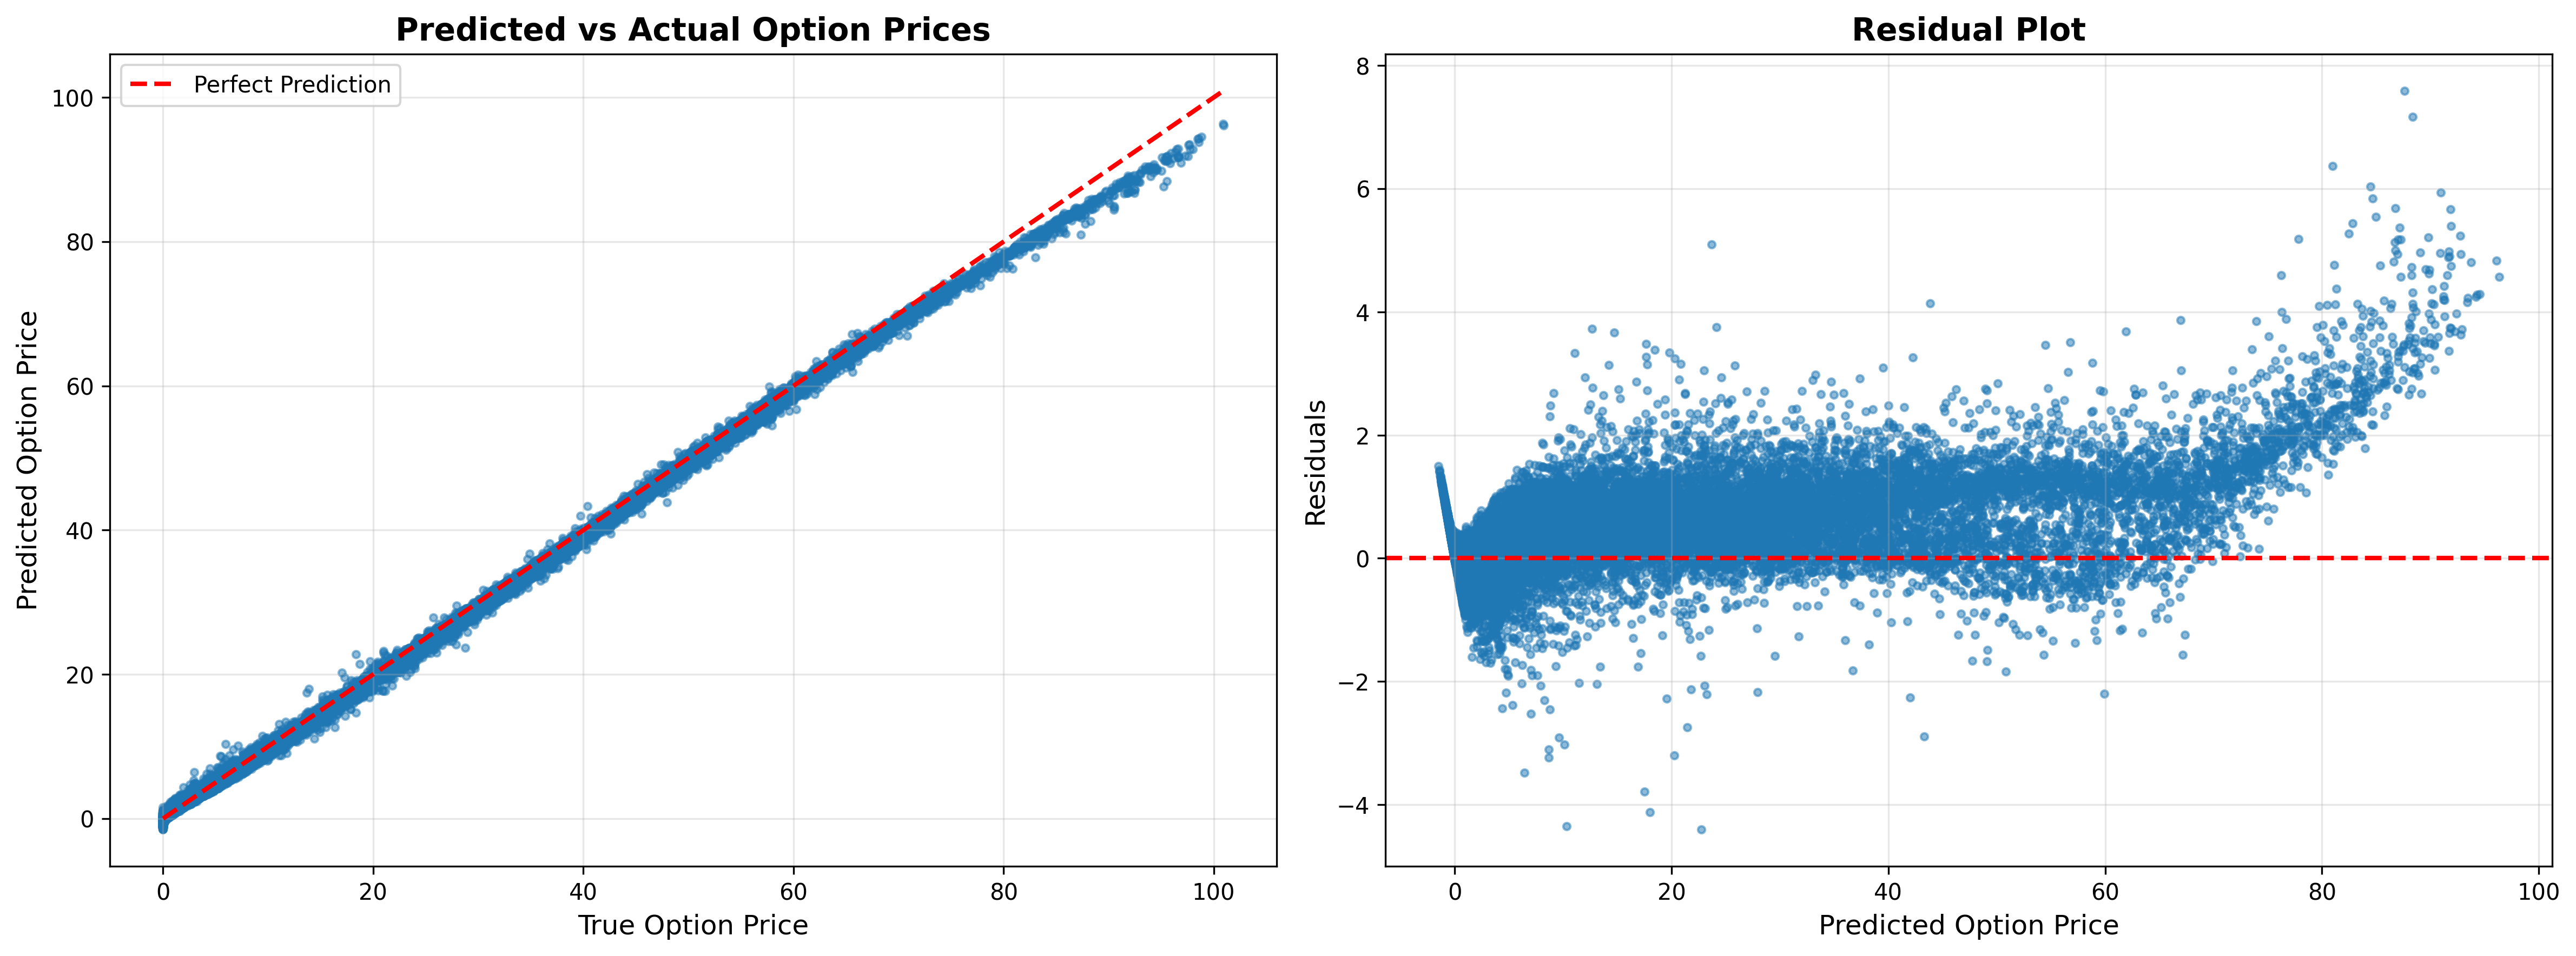 Predicted vs Actual Option Prices
Perfect Prediction
100
80
60
40
20
0
Predicted Option Price
0 20 40 60 80 100
True Option Price
Residual Plot
8
6
4
2
0
−2
−4
Residuals
0 20 40 60 80 100
Predicted Option Price